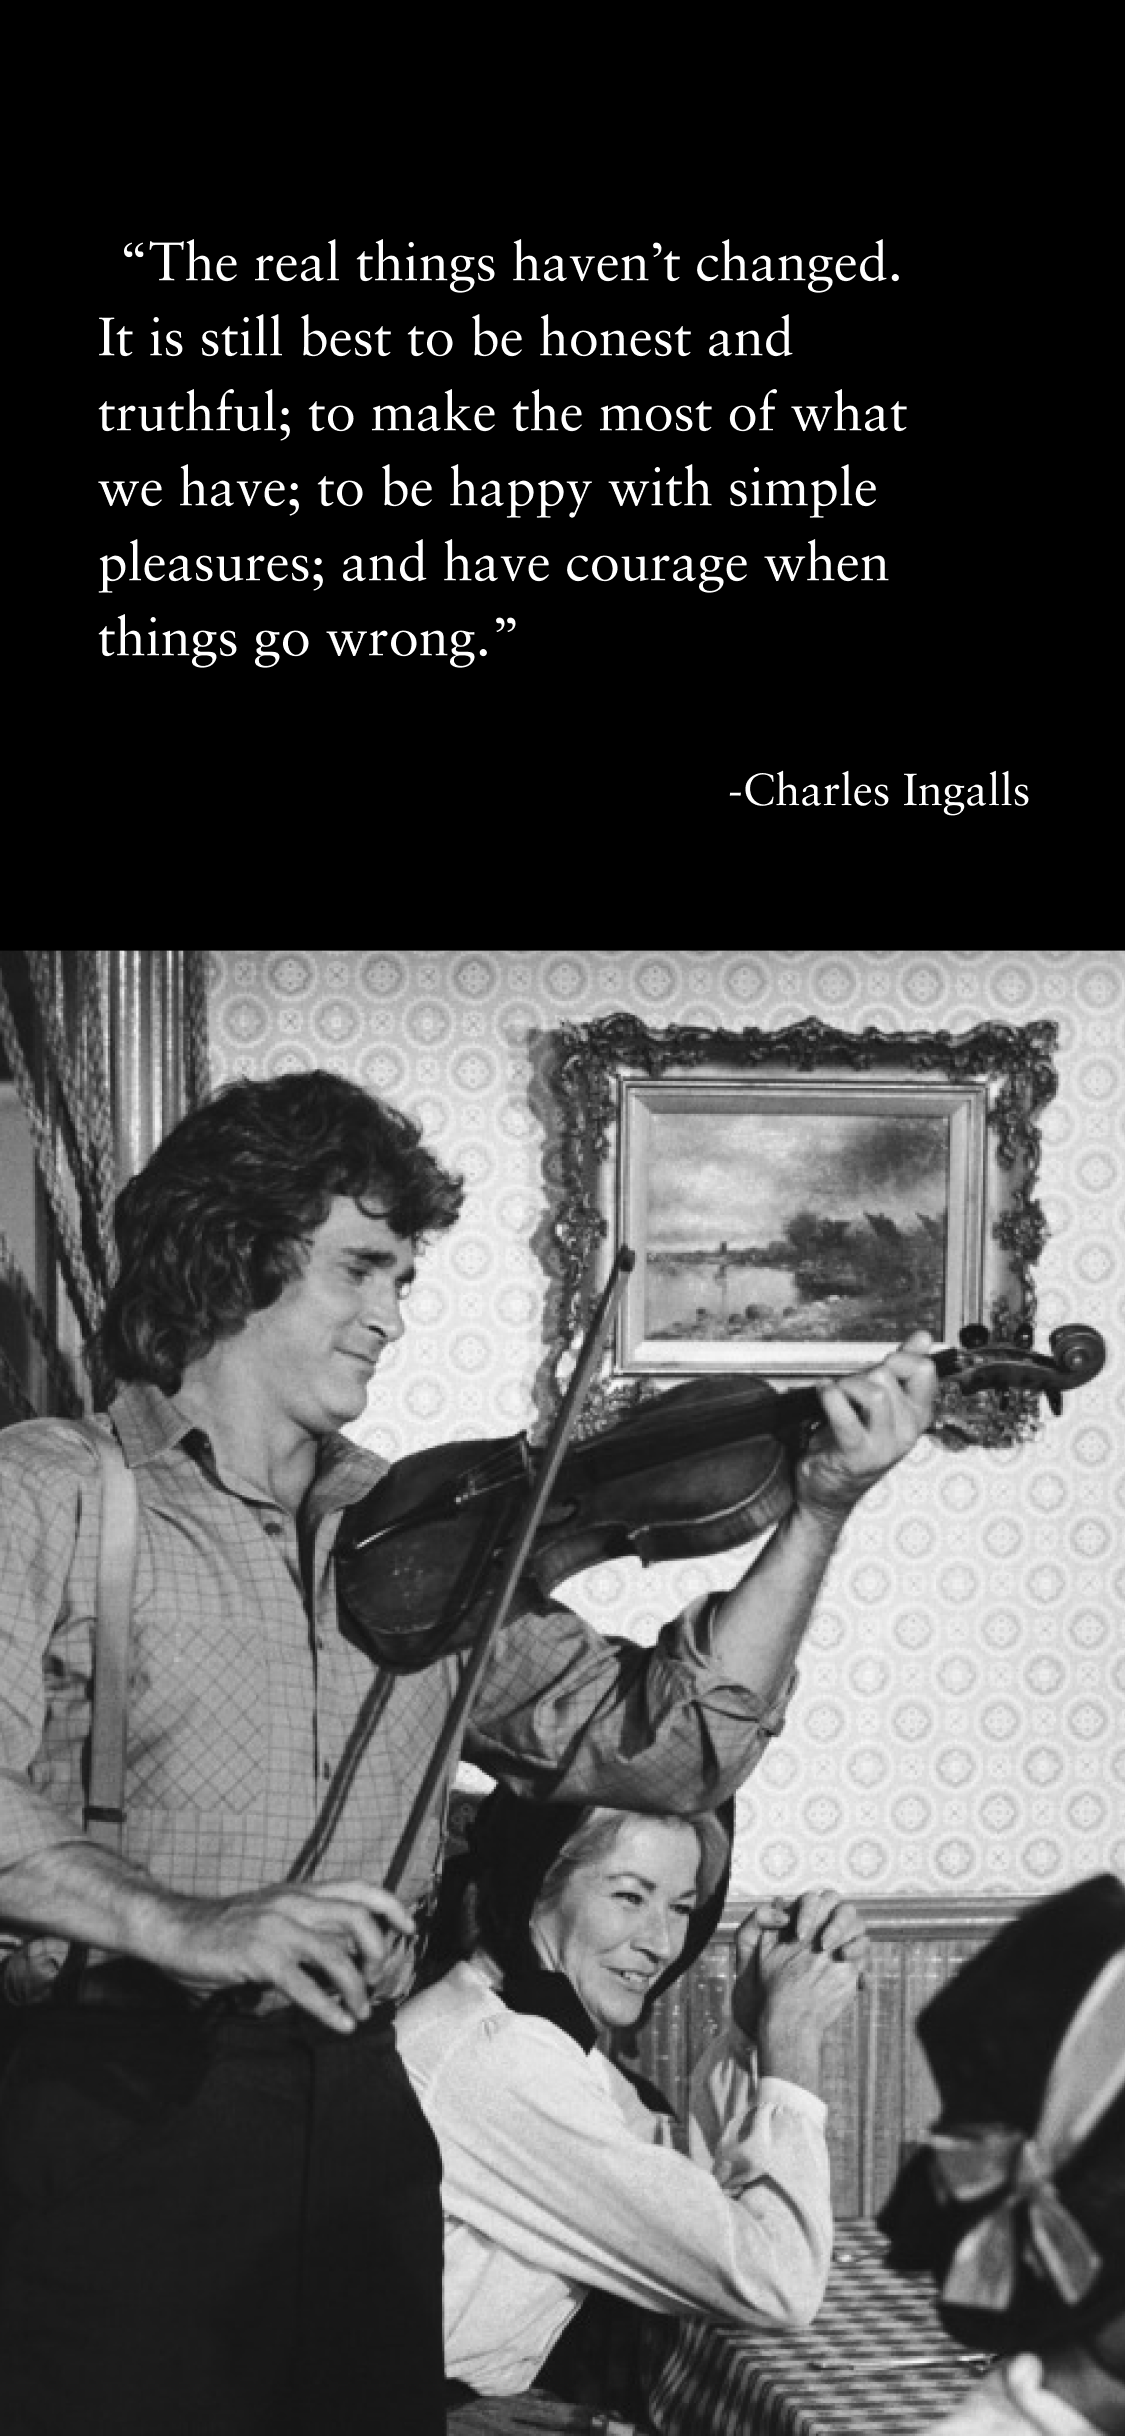 “The real things haven’t changed.
It is still best to be honest and
truthful; to make the most of what
we have; to be happy with simple
pleasures; and have courage when
things go wrong.”
-Charles Ingalls